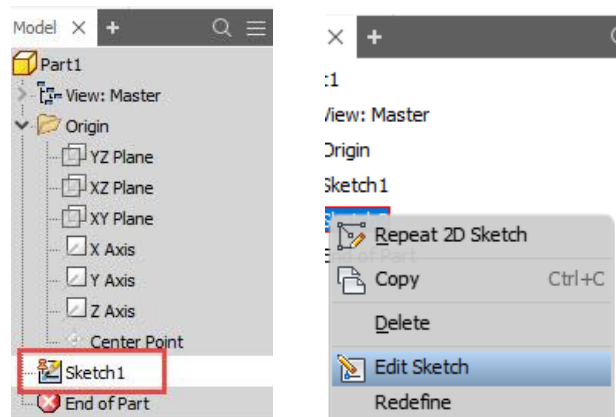 Model × +
Part1
View: Master
Origin
YZ Plane
XZ Plane
XY Plane
X Axis
Y Axis
Z Axis
Center Point
Sketch1
End of Part
× +
:1
View: Master
Origin
Sketch1
Repeat 2D Sketch
Copy Ctrl+C
Delete
Edit Sketch
Redefine